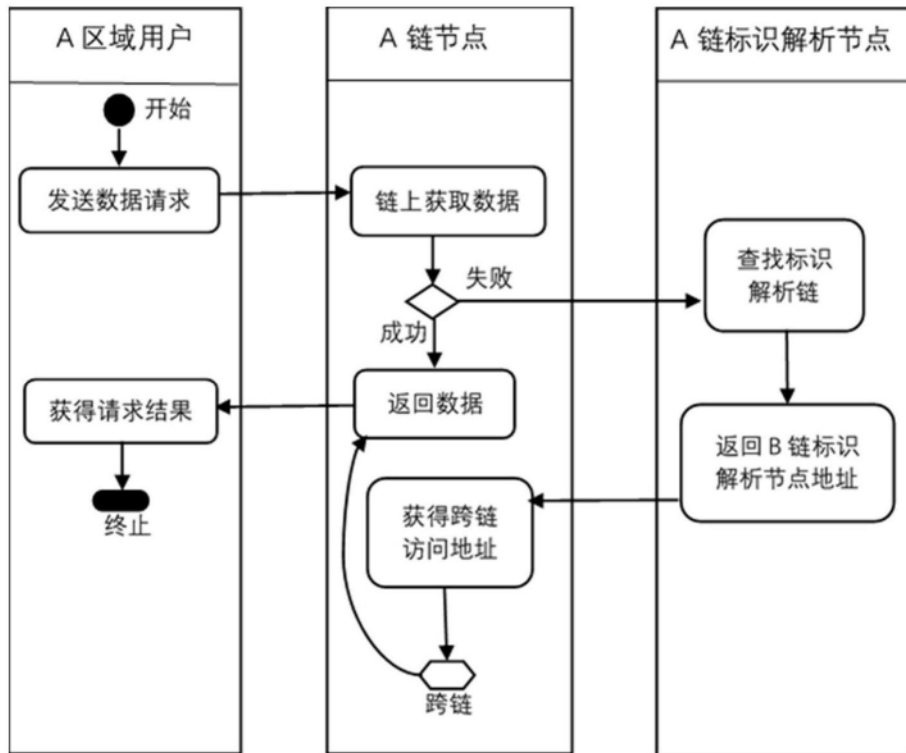 A 区域用户
A 链节点
A 链标识解析节点
开始
发送数据请求
链上获取数据
失败
查找标识
解析链
成功
获得请求结果
返回数据
返回 B 链标识
解析节点地址
获得跨链
访问地址
终止
跨链